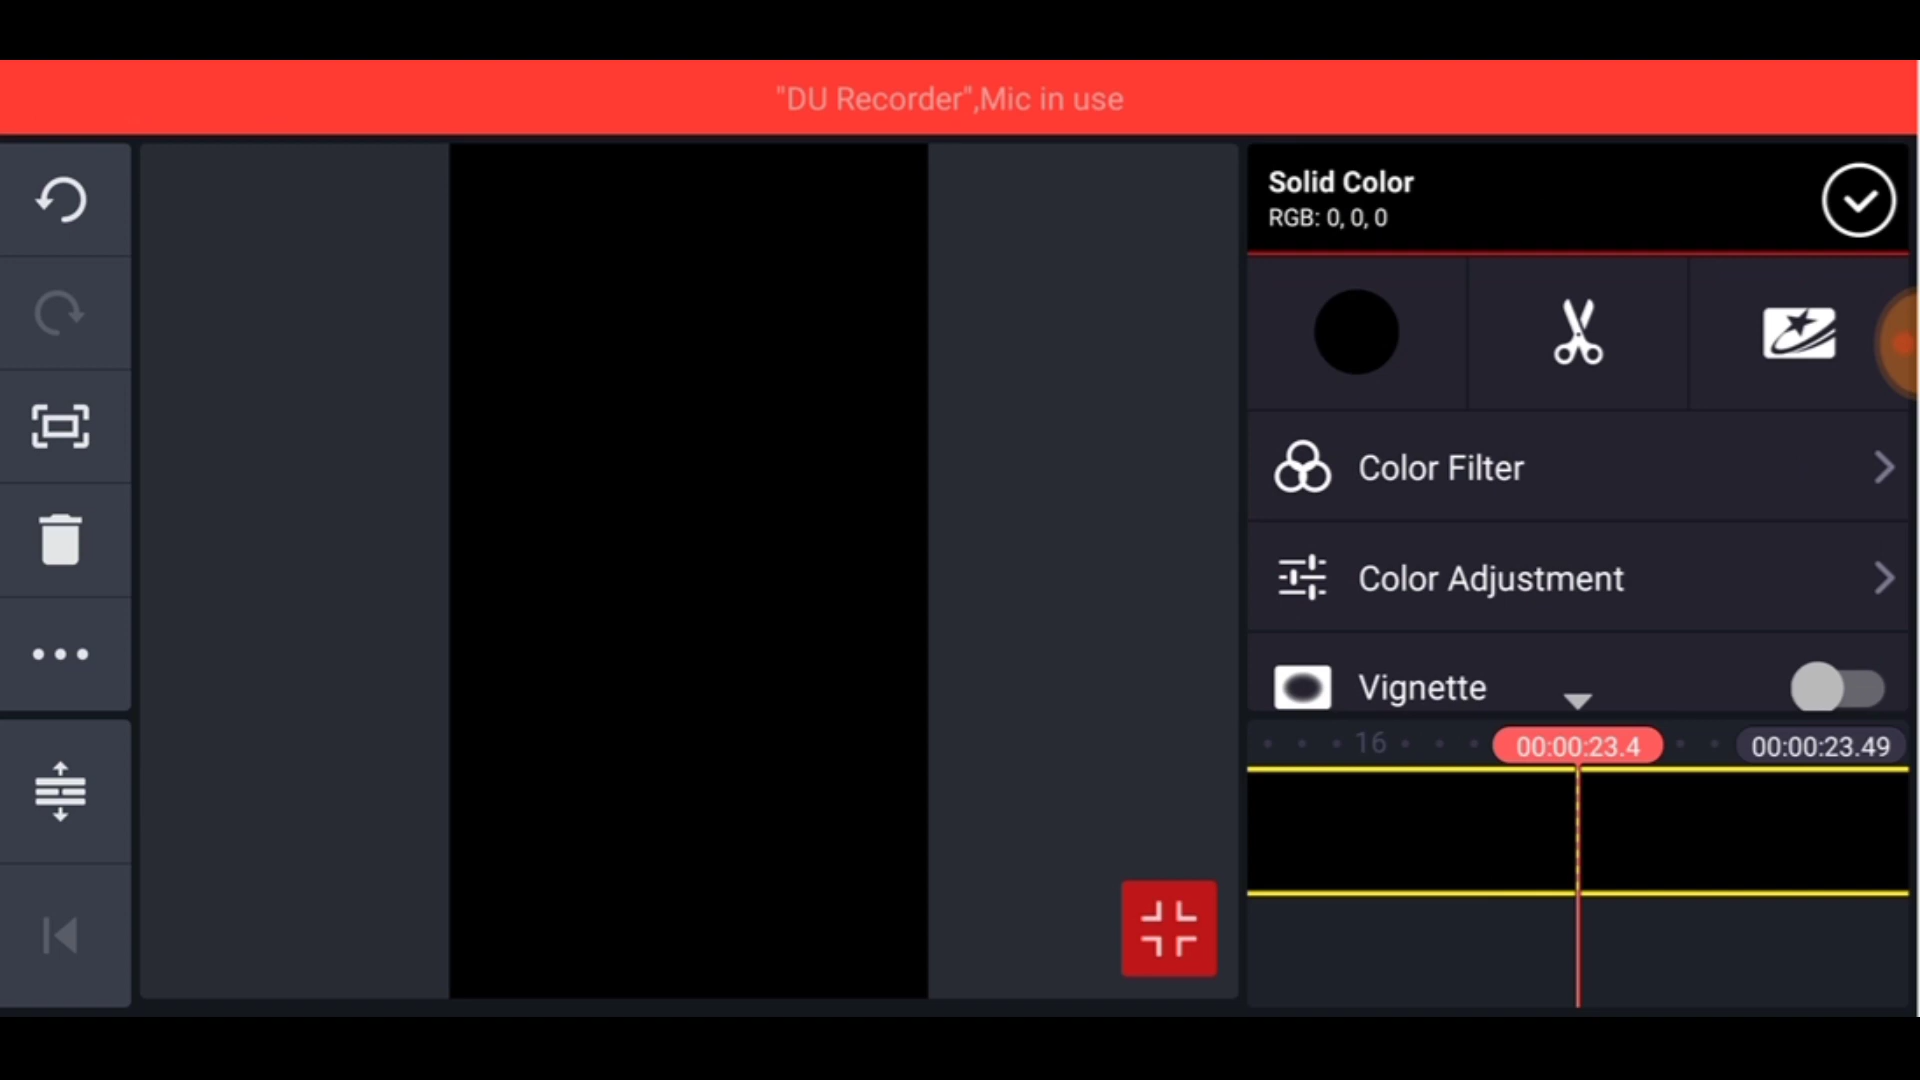 "DU Recorder",Mic in use
Solid Color
RGB: 0, 0, 0
Color Filter
Color Adjustment
Vignette
16
00:00:23.4
00:00:23.49